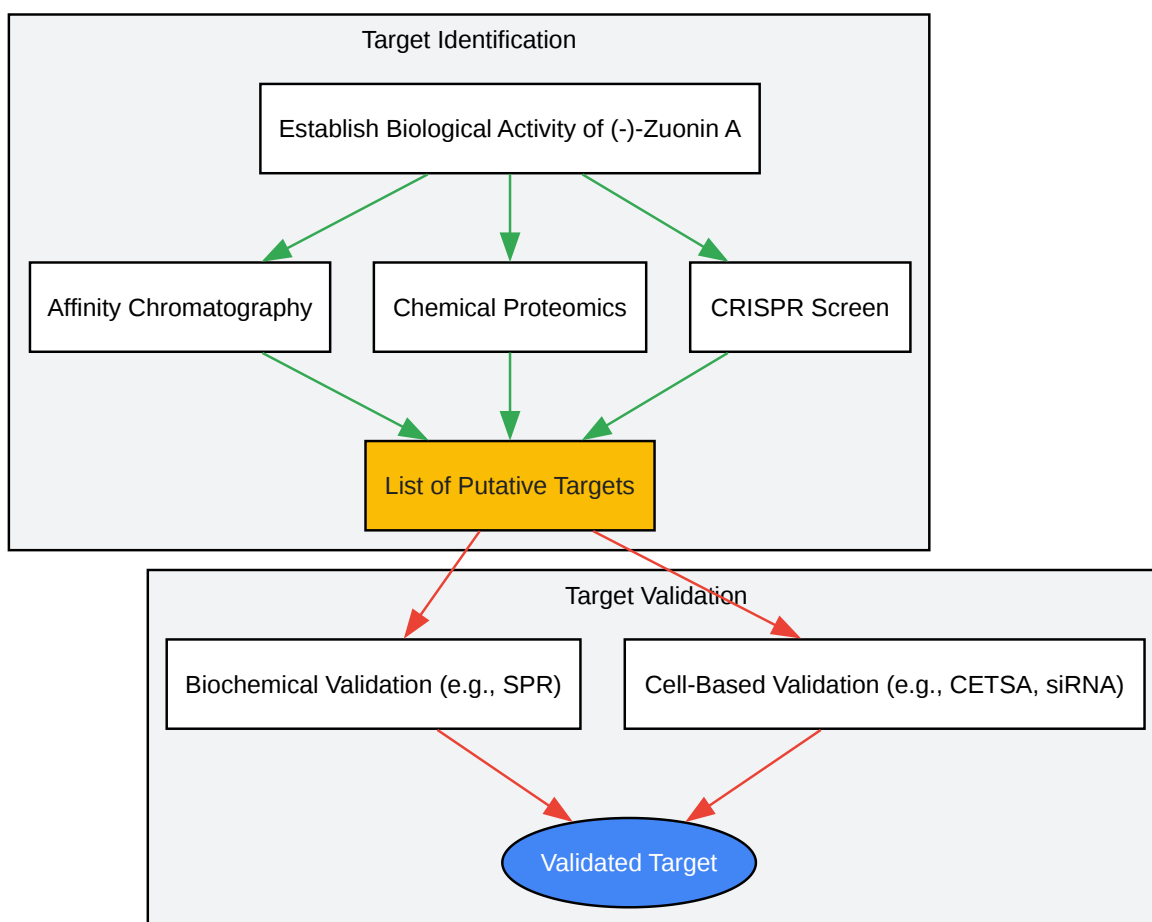 Target Identification
Establish Biological Activity of (-)-Zuonin A
Affinity Chromatography
Chemical Proteomics
CRISPR Screen
List of Putative Targets
Target Validation
Biochemical Validation (e.g., SPR)
Cell-Based Validation (e.g., CETSA, siRNA)
Validated Target